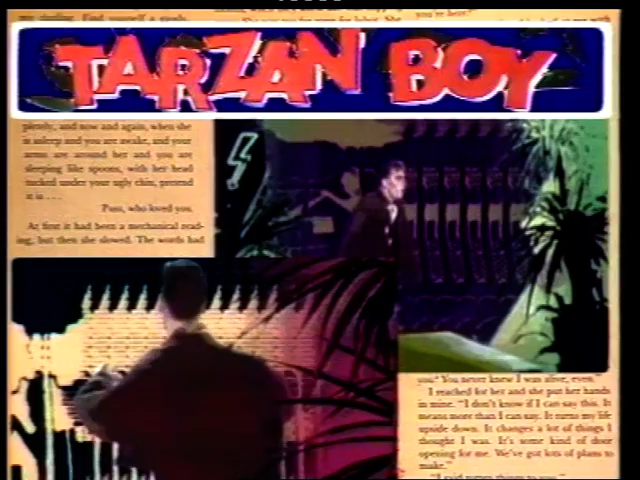 you're here."
TARZAN BOY
plenty, and now and again, when she
is asleep and you are awake, and your
arms are around her and you are
sleeping like spoons, with her head
tucked under your ugly chin, pretend
it is . . .
Puss, who loved you.
At first it had been a mechanical read-
ing, but then she slowed. The words had
you? You never knew I was alive, even."
I reached for her and she put her hands
in mine. "I don't know if I can say this. It
means more than I can say. It turns my life
upside down. It changes a lot of things I
thought I was. It's some kind of door
opening for me. We've got lots of plans to
make."